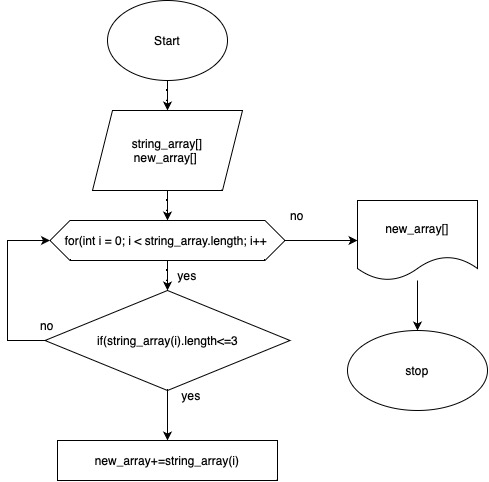 Start
string_array[]
new_array[]
for(int i = 0; i < string_array.length; i++
no
new_array[]
yes
no
if(string_array(i).length<=3
stop
yes
new_array+=string_array(i)